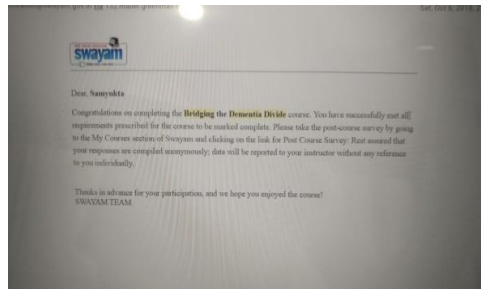 swayam
Dear, Samyukta
Congratulations on completing the Bridging the Dementia Divide course. You have successfully met all
requirements prescribed for the course to be marked complete. Please take the post-course survey by going
to the My Courses section of Swayam and clicking on the link for Post Course Survey. Rest assured that
your responses are compiled anonymously; data will be reported to your instructor without any reference
to you individually.
Thanks in advance for your participation, and we hope you enjoyed the course!
SWAYAM TEAM